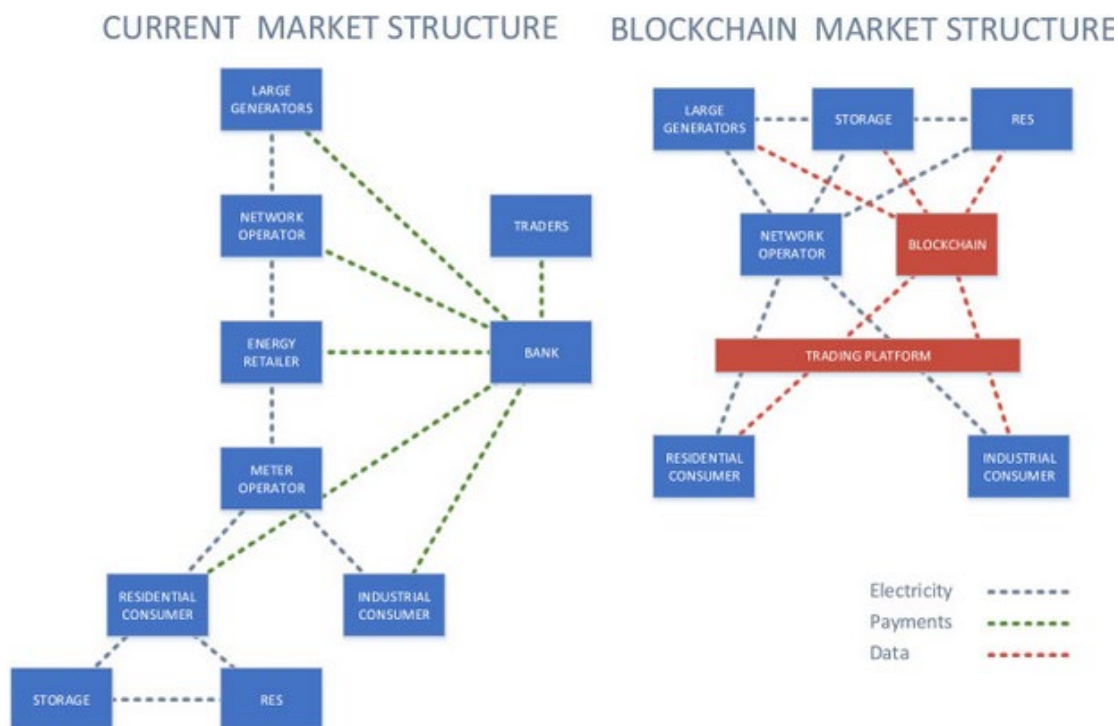 CURRENT MARKET STRUCTURE
LARGE
GENERATORS
NETWORK
OPERATOR
TRADERS
ENERGY
RETAILER
BANK
METER
OPERATOR
RESIDENTIAL
CONSUMER
INDUSTRIAL
CONSUMER
STORAGE
RES
BLOCKCHAIN MARKET STRUCTURE
LARGE
GENERATORS
STORAGE
RES
NETWORK
OPERATOR
BLOCKCHAIN
TRADING PLATFORM
RESIDENTIAL
CONSUMER
INDUSTRIAL
CONSUMER
Electricity
Payments
Data